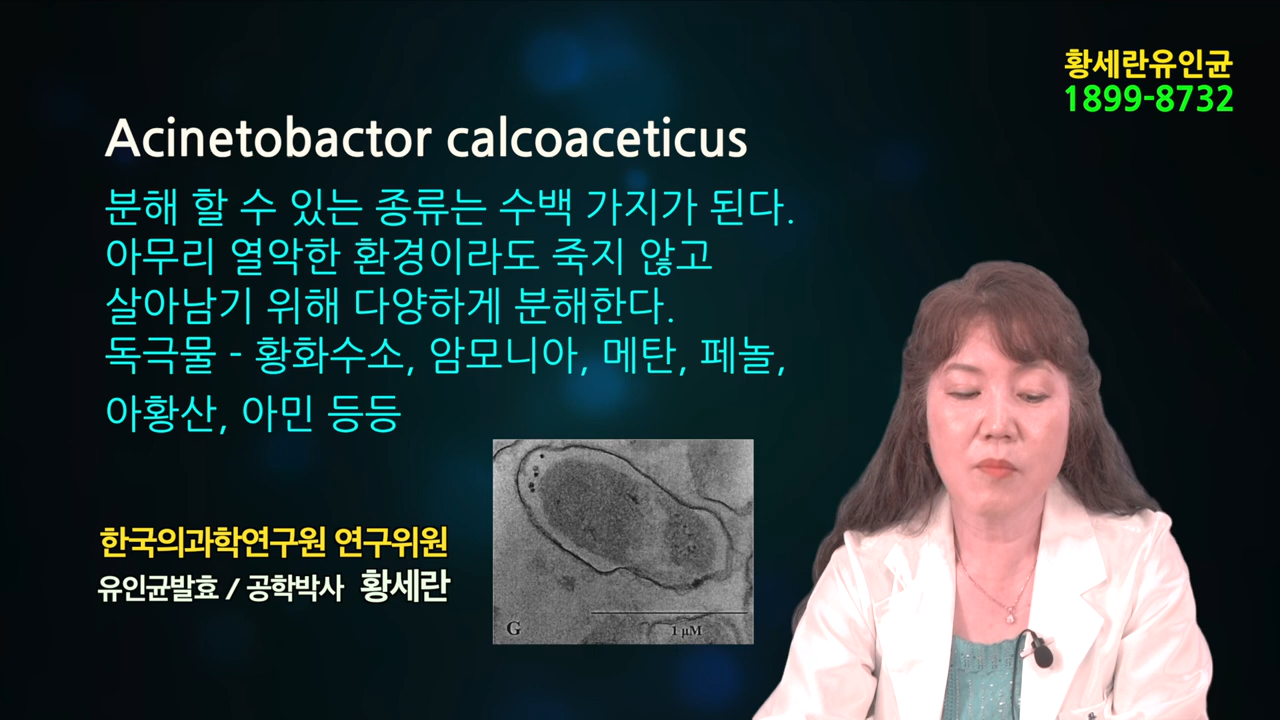 황세란유인균
1899-8732
Acinetobactor calcoaceticus
분해 할 수 있는 종류는 수백 가지가 된다.
아무리 열악한 환경이라도 죽지 않고
살아남기 위해 다양하게 분해한다.
독극물 - 황화수소, 암모니아, 메탄, 페놀,
아황산, 아민 등등
한국의과학연구원 연구위원
유인균발효 / 공학박사 황세란
G
1 µM